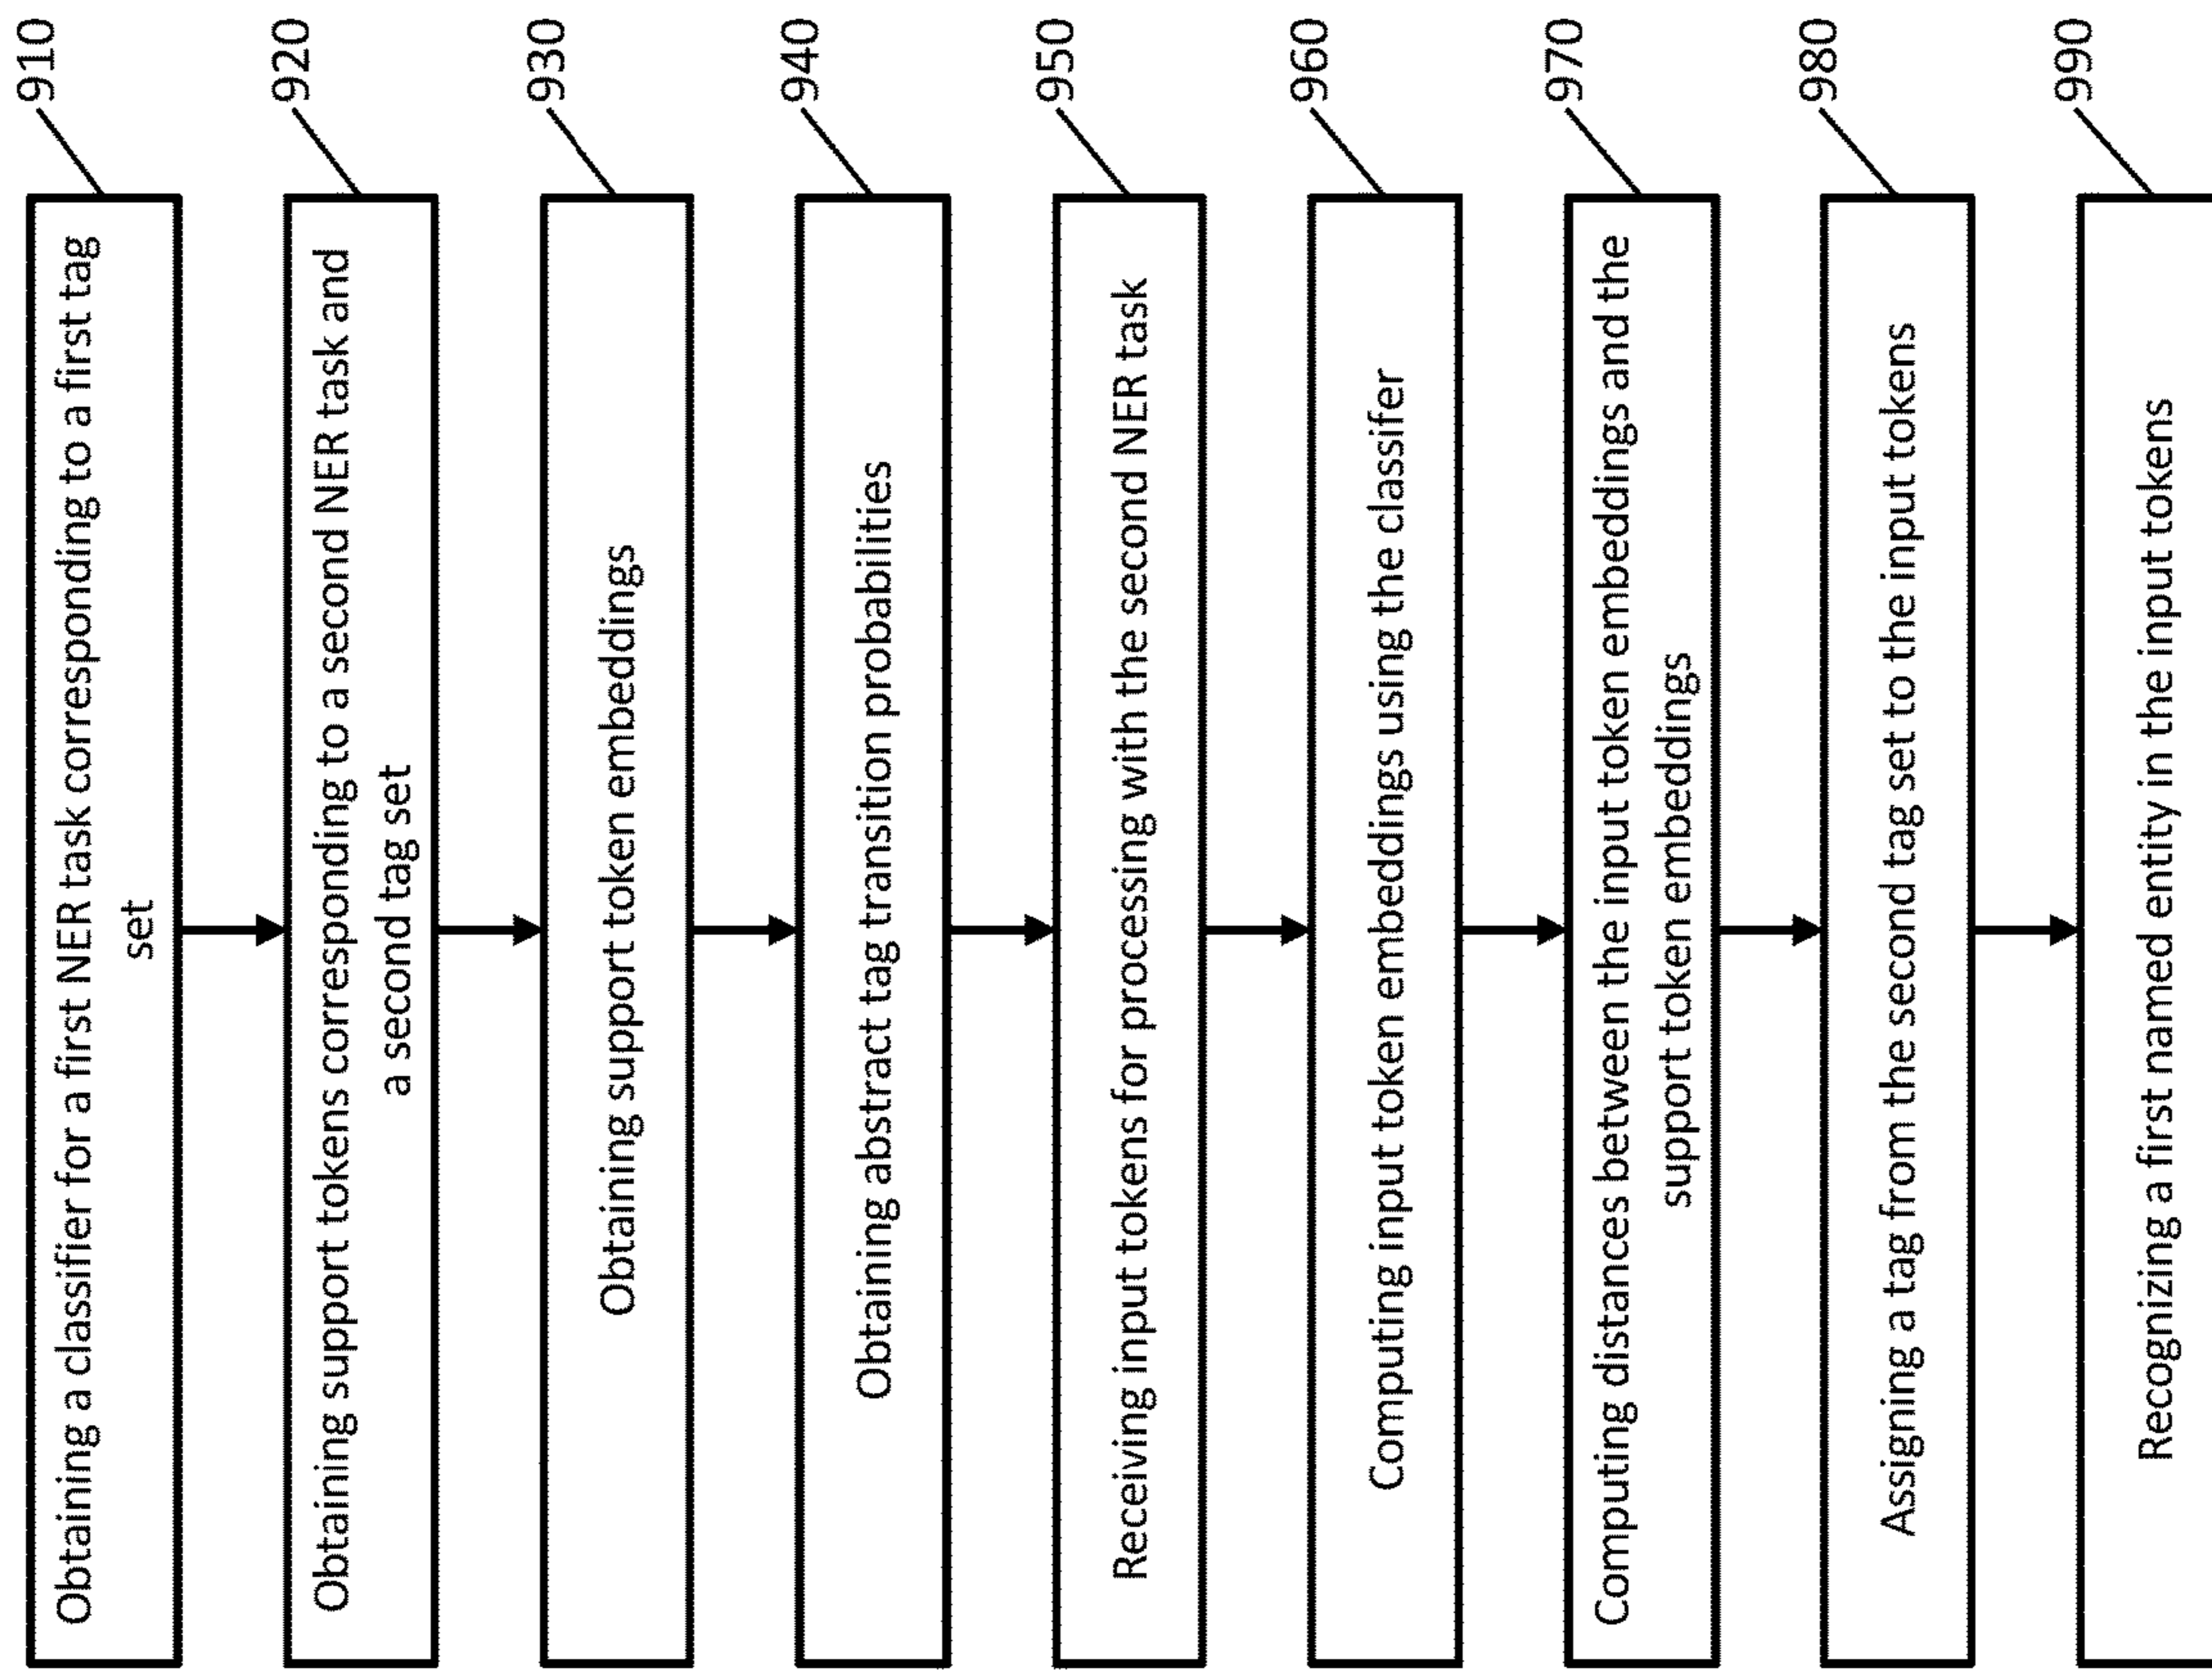 Obtaining a classifier for a first NER task corresponding to a first tag
set
910
Obtaining support tokens corresponding to a second NER task and
a second tag set
920
Obtaining support token embeddings
930
Obtaining abstract tag transition probabilities
940
Receiving input tokens for processing with the second NER task
950
Computing input token embeddings using the classifer
960
Computing distances between the input token embeddings and the
support token embeddings
970
Assigning a tag from the second tag set to the input tokens
980
Recognizing a first named entity in the input tokens
990